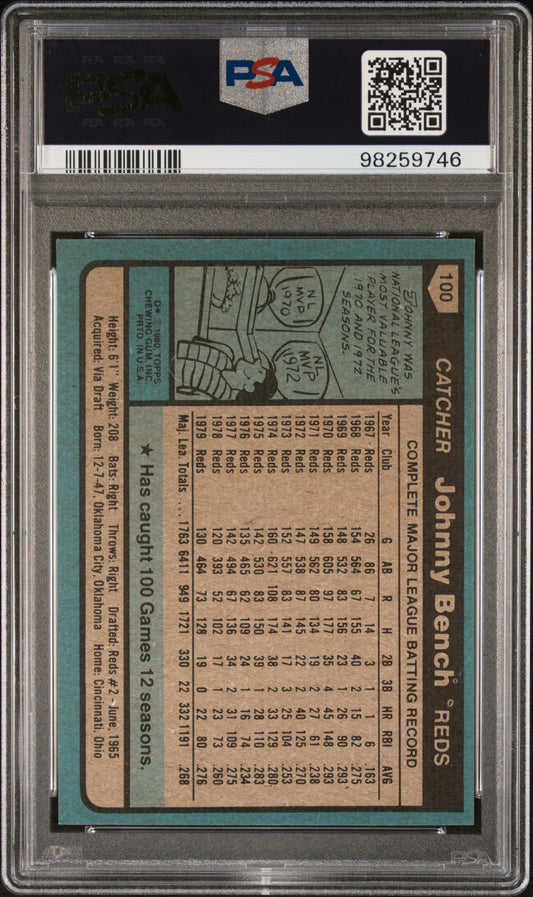 PSA
PSA
98259746
100 CATCHER Johnny Bench REDS
JOHNNY WAS
NATIONAL LEAGUE'S
MOST VALUABLE
PLAYER FOR THE
1970 AND 1972
SEASONS.
NL
MVP
1970
NL
MVP
1972
D* © 1980 TOPPS
CHEWING GUM, INC.
PRTD. IN U.S.A.
COMPLETE MAJOR LEAGUE BATTING RECORD
Year Club G AB R H 2B 3B HR RBI AVG
1967 Reds 26 86 7 14 3 1 1 6 .163
1968 Reds 154 564 67 155 40 2 15 82 .275
1969 Reds 148 532 83 156 23 1 26 90 .293
1970 Reds 158 605 97 177 35 4 45 148 .293
1971 Reds 149 562 80 134 19 2 27 61 .238
1972 Reds 147 538 87 145 22 2 40 125 .270
1973 Reds 152 557 83 141 17 3 25 104 .253
1974 Reds 160 621 108 174 38 2 33 129 .280
1975 Reds 142 530 83 150 39 1 28 110 .283
1976 Reds 135 465 62 109 24 1 16 74 .234
1977 Reds 142 494 67 136 34 2 31 109 .275
1978 Reds 120 393 52 102 17 1 23 73 .260
1979 Reds 130 464 73 128 19 0 22 80 .276
Maj. Lea. Totals .... 1763 6411 949 1721 330 22 332 1191 .268
★ Has caught 100 Games 12 seasons.
Height: 6'1" Weight: 208 Bats: Right Throws: Right Drafted: Reds #2 - June, 1965
Acquired: Via Draft Born: 12-7-47, Oklahoma City, Oklahoma Home: Cincinnati, Ohio
PSA